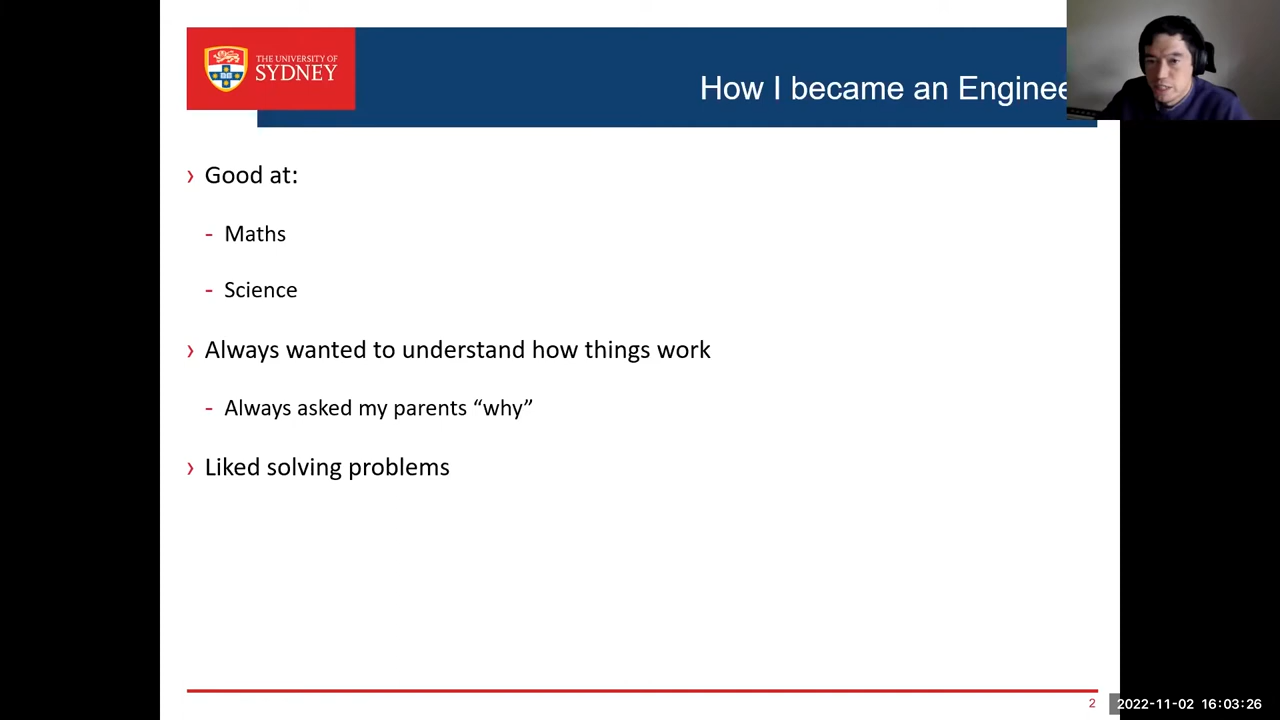 THE UNIVERSITY OF
SYDNEY
How I became an Enginee
› Good at:
- Maths
- Science
› Always wanted to understand how things work
- Always asked my parents “why”
› Liked solving problems
2
2022-11-02 16:03:26